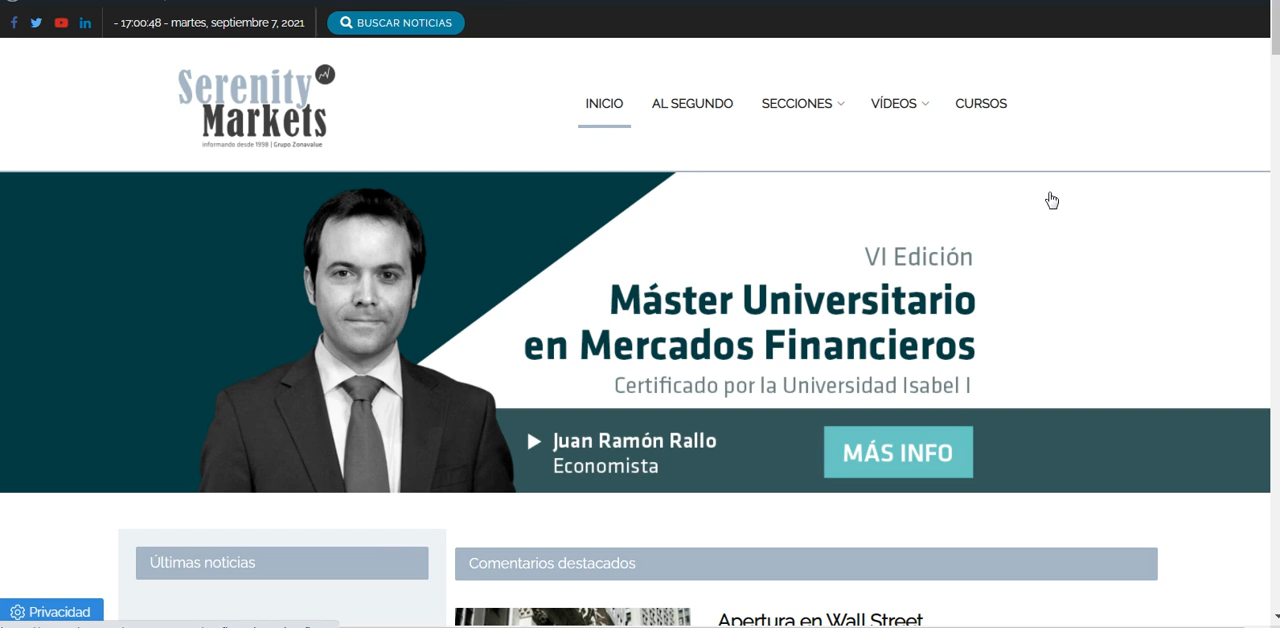 - 17:00:48 - martes, septiembre 7, 2021
BUSCAR NOTICIAS
Serenity
Markets
informando desde 1998 | Grupo Zonavalue
INICIO
AL SEGUNDO
SECCIONES
VÍDEOS
CURSOS
VI Edición
Máster Universitario
en Mercados Financieros
Certificado por la Universidad Isabel I
Juan Ramón Rallo
Economista
MÁS INFO
Últimas noticias
Comentarios destacados
Apertura en Wall Street
Privacidad